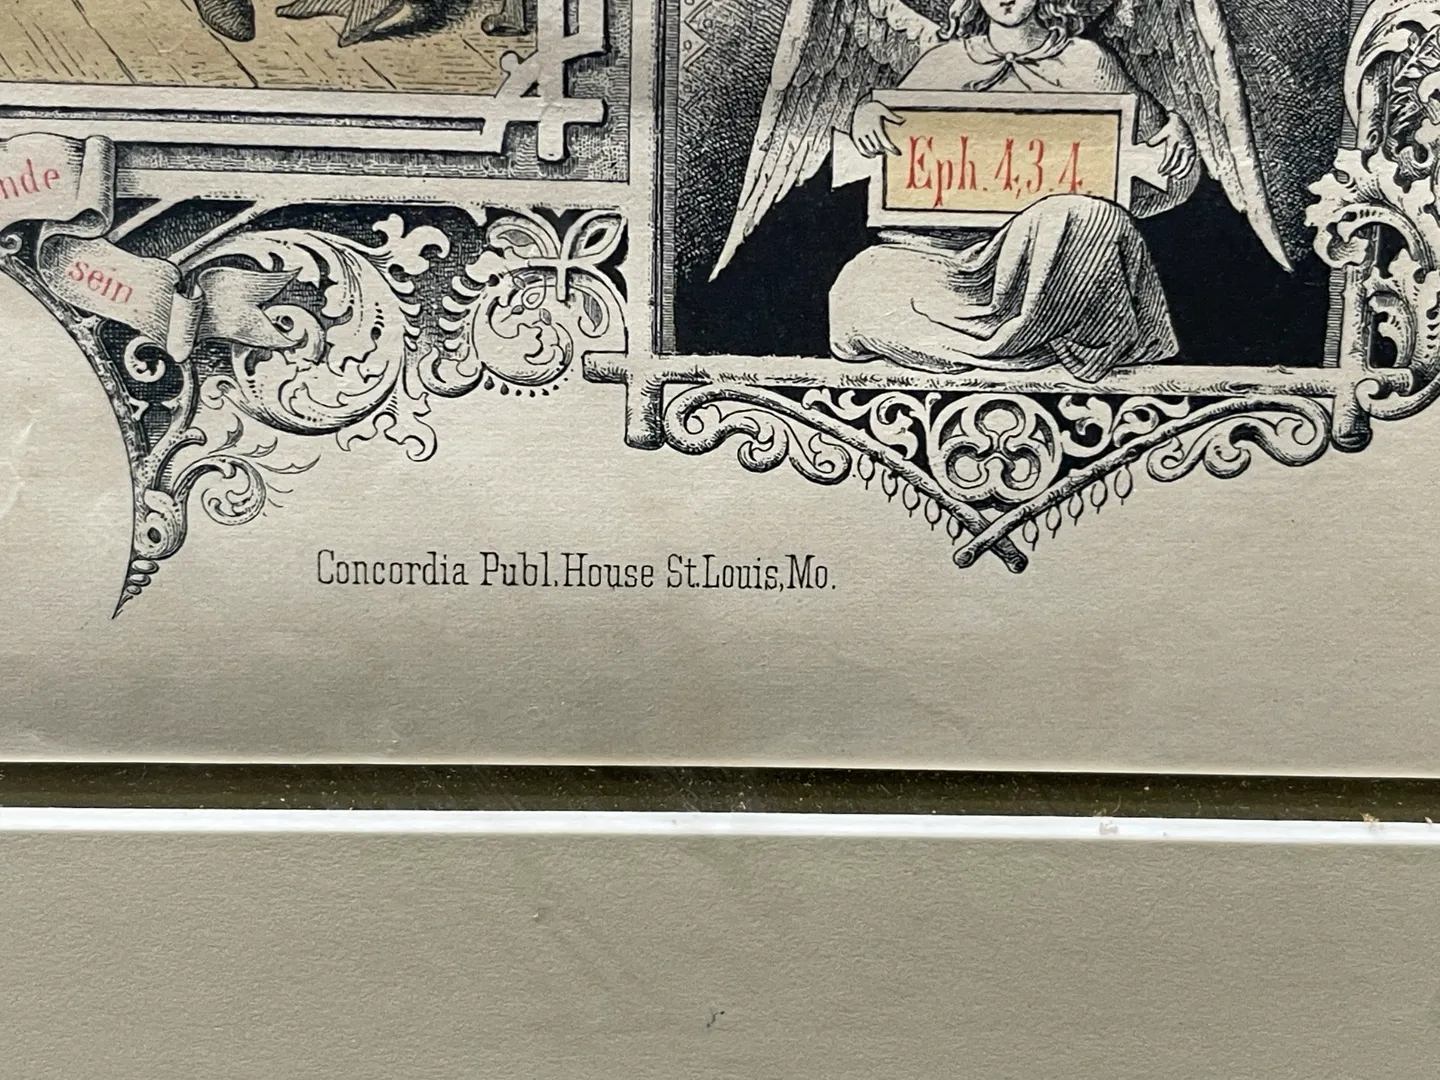 nde
sein
Eph. 4,3.4.
Concordia Publ. House St. Louis, Mo.